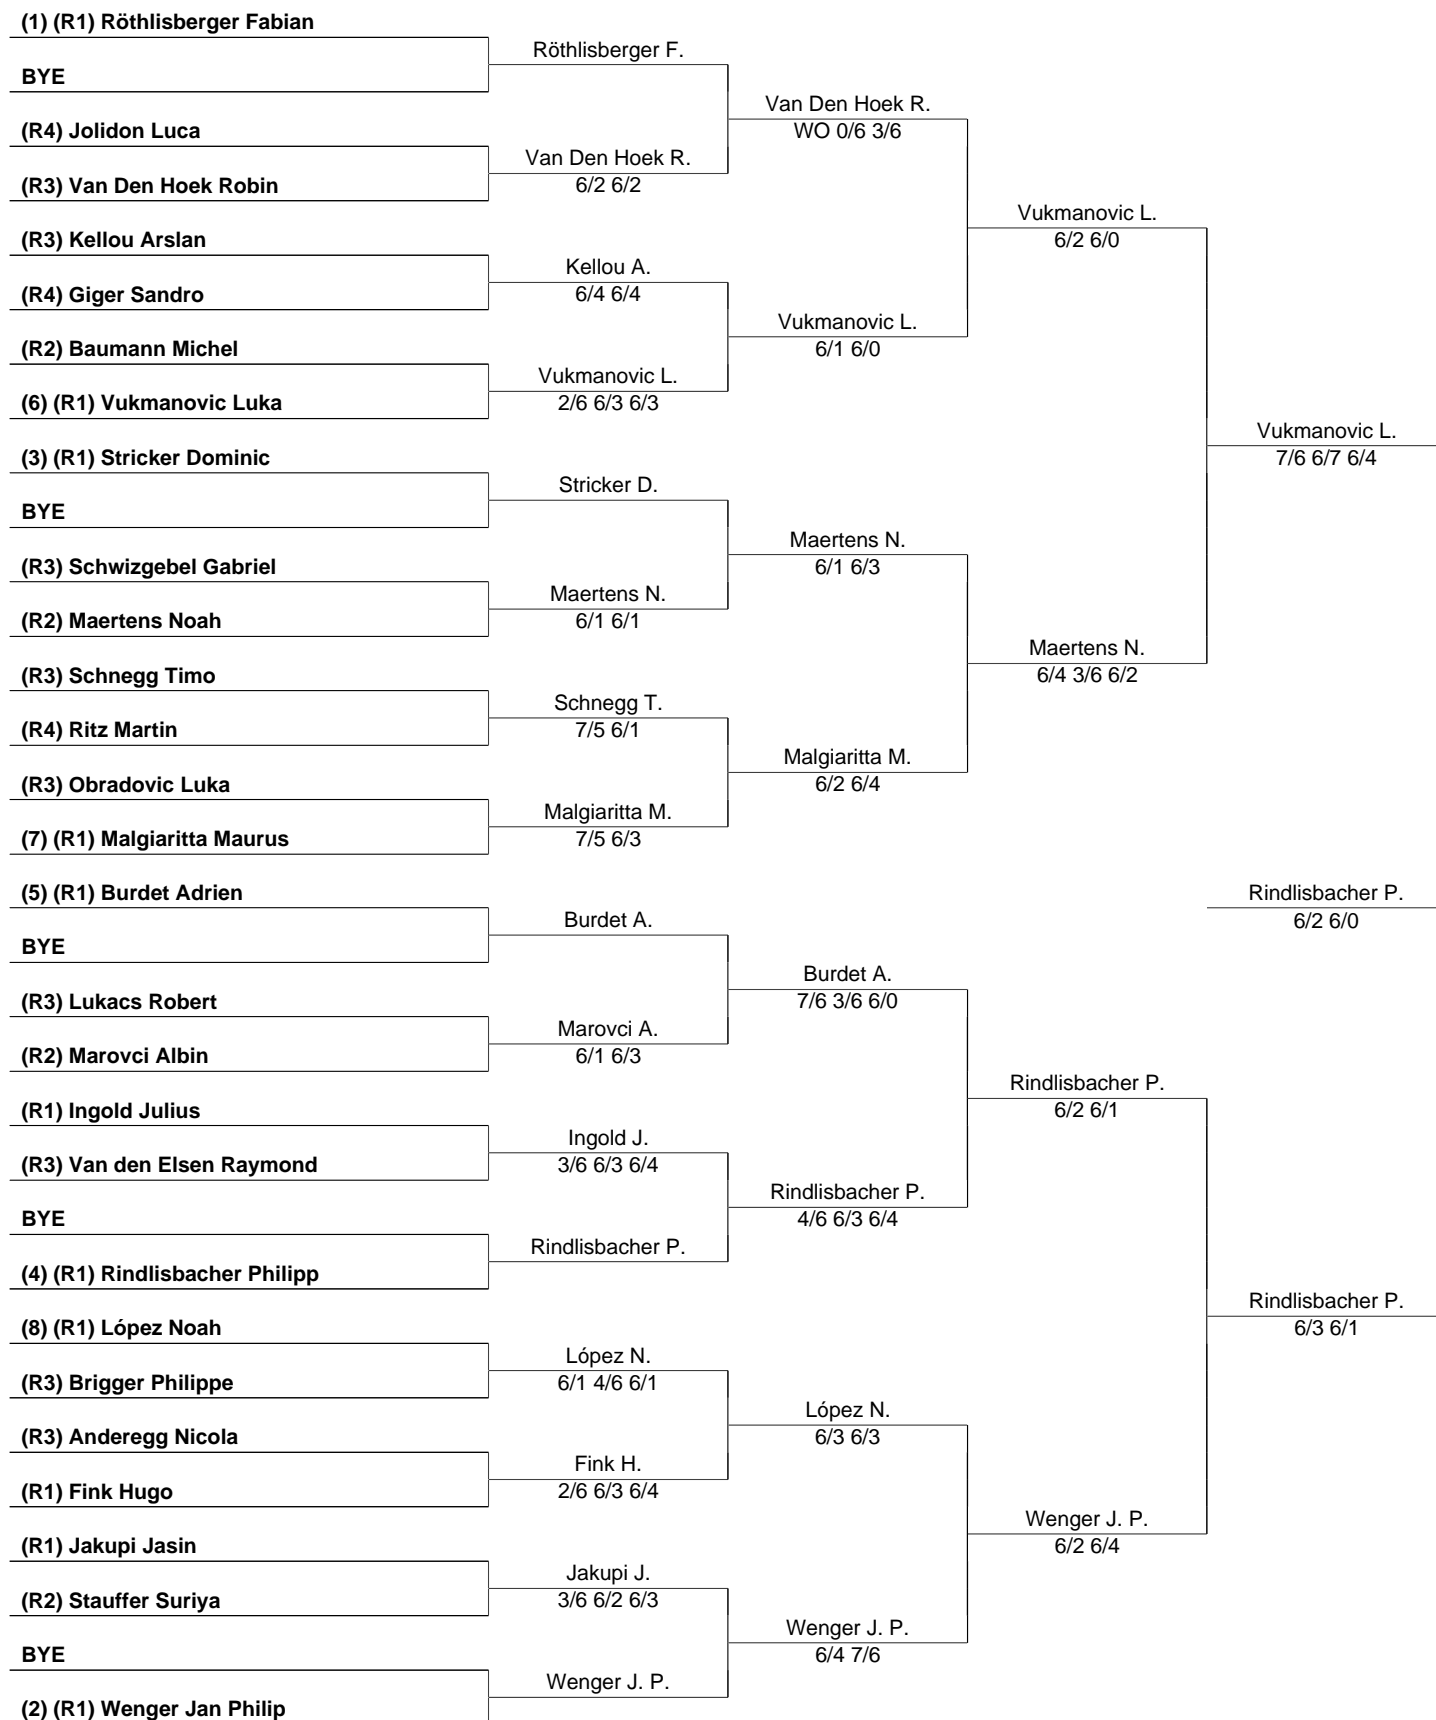 (1) (R1) Röthlisberger Fabian
BYE
(R4) Jolidon Luca
(R3) Van Den Hoek Robin
(R3) Kellou Arslan
(R4) Giger Sandro
(R2) Baumann Michel
(6) (R1) Vukmanovic Luka
(3) (R1) Stricker Dominic
BYE
(R3) Schwizgebel Gabriel
(R2) Maertens Noah
(R3) Schnegg Timo
(R4) Ritz Martin
(R3) Obradovic Luka
(7) (R1) Malgiaritta Maurus
(5) (R1) Burdet Adrien
BYE
(R3) Lukacs Robert
(R2) Marovci Albin
(R1) Ingold Julius
(R3) Van den Elsen Raymond
BYE
(4) (R1) Rindlisbacher Philipp
(8) (R1) López Noah
(R3) Brigger Philippe
(R3) Anderegg Nicola
(R1) Fink Hugo
(R1) Jakupi Jasin
(R2) Stauffer Suriya
BYE
(2) (R1) Wenger Jan Philip
Röthlisberger F.
Van Den Hoek R.
6/2 6/2
Kellou A.
6/4 6/4
Vukmanovic L.
2/6 6/3 6/3
Stricker D.
Maertens N.
6/1 6/1
Schnegg T.
7/5 6/1
Malgiaritta M.
7/5 6/3
Burdet A.
Marovci A.
6/1 6/3
Ingold J.
3/6 6/3 6/4
Rindlisbacher P.
López N.
6/1 4/6 6/1
Fink H.
2/6 6/3 6/4
Jakupi J.
3/6 6/2 6/3
Wenger J. P.
Van Den Hoek R.
WO 0/6 3/6
Vukmanovic L.
6/1 6/0
Maertens N.
6/1 6/3
Malgiaritta M.
6/2 6/4
Burdet A.
7/6 3/6 6/0
Rindlisbacher P.
4/6 6/3 6/4
López N.
6/3 6/3
Wenger J. P.
6/4 7/6
Vukmanovic L.
6/2 6/0
Maertens N.
6/4 3/6 6/2
Rindlisbacher P.
6/2 6/1
Wenger J. P.
6/2 6/4
Vukmanovic L.
7/6 6/7 6/4
Rindlisbacher P.
6/2 6/0
Rindlisbacher P.
6/3 6/1